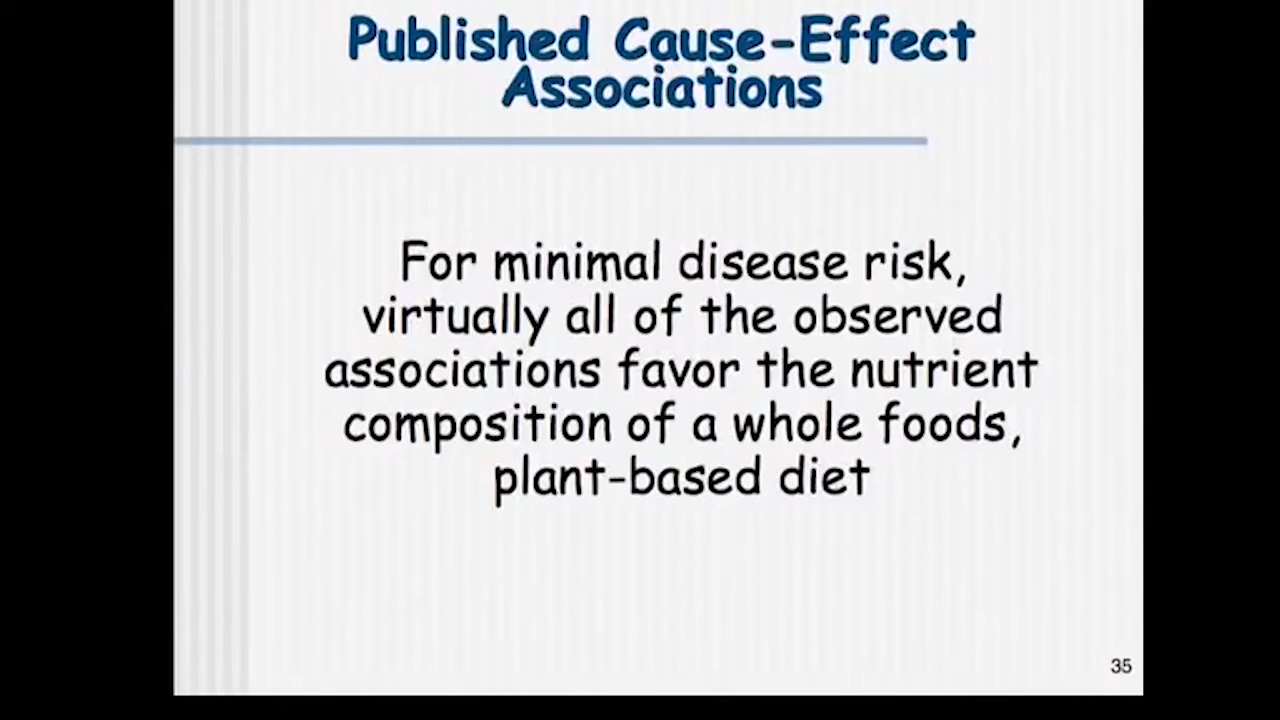 Published Cause-Effect
Associations
For minimal disease risk,
virtually all of the observed
associations favor the nutrient
composition of a whole foods,
plant-based diet
35